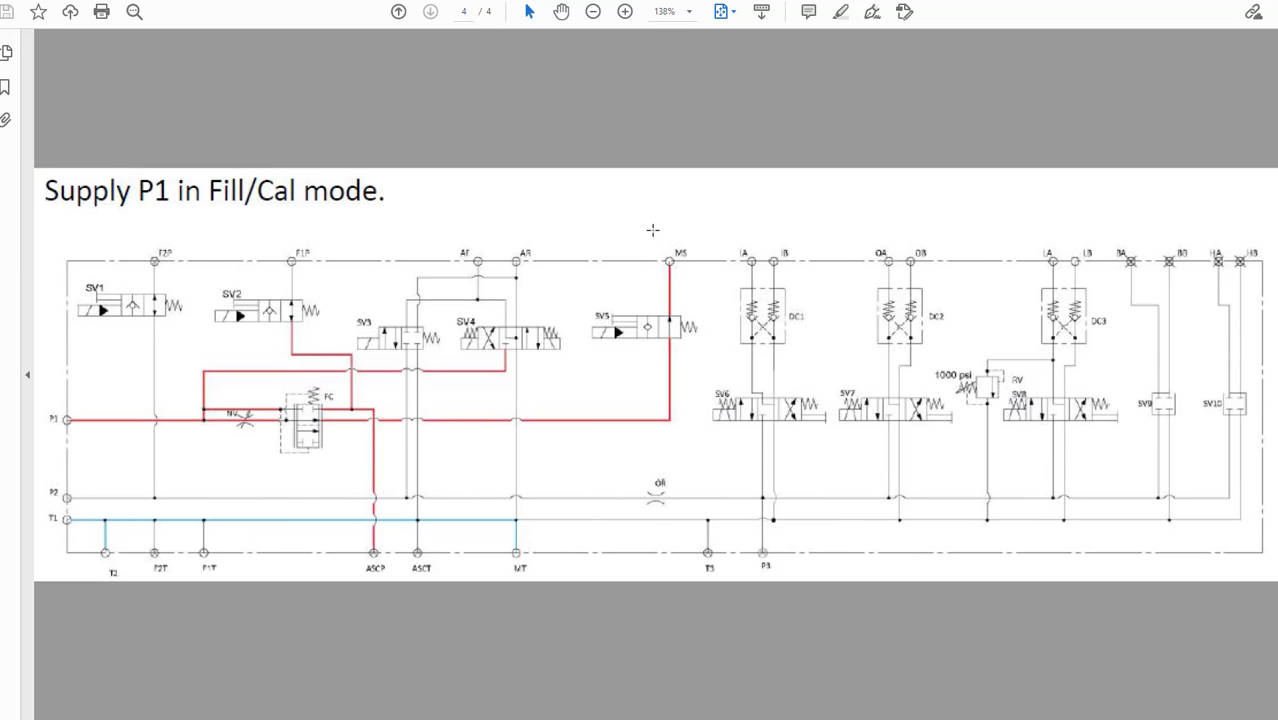 4 / 4
138%
Supply P1 in Fill/Cal mode.
F2P F1P AF AR MS IA IB OA OB LA LB BA BB HA HB
SV1 SV2 SV3 SV4 SV5 DC1 DC2 DC3
1000 psi RV
SV6 SV7 SV8 SV9 SV10
NV FC
P1
P2 OR
T1
T2 F2T F1T ASCP ASCT MT T3 P3